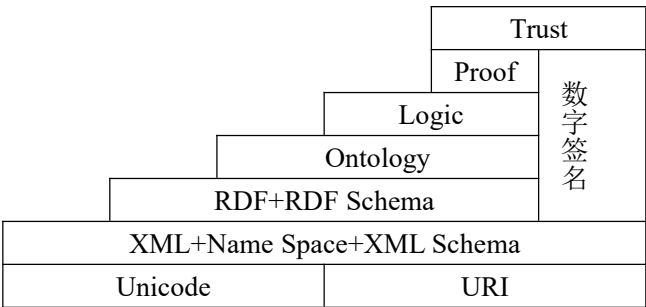 Trust
Proof
数字签名
Logic
Ontology
RDF+RDF Schema
XML+Name Space+XML Schema
Unicode
URI